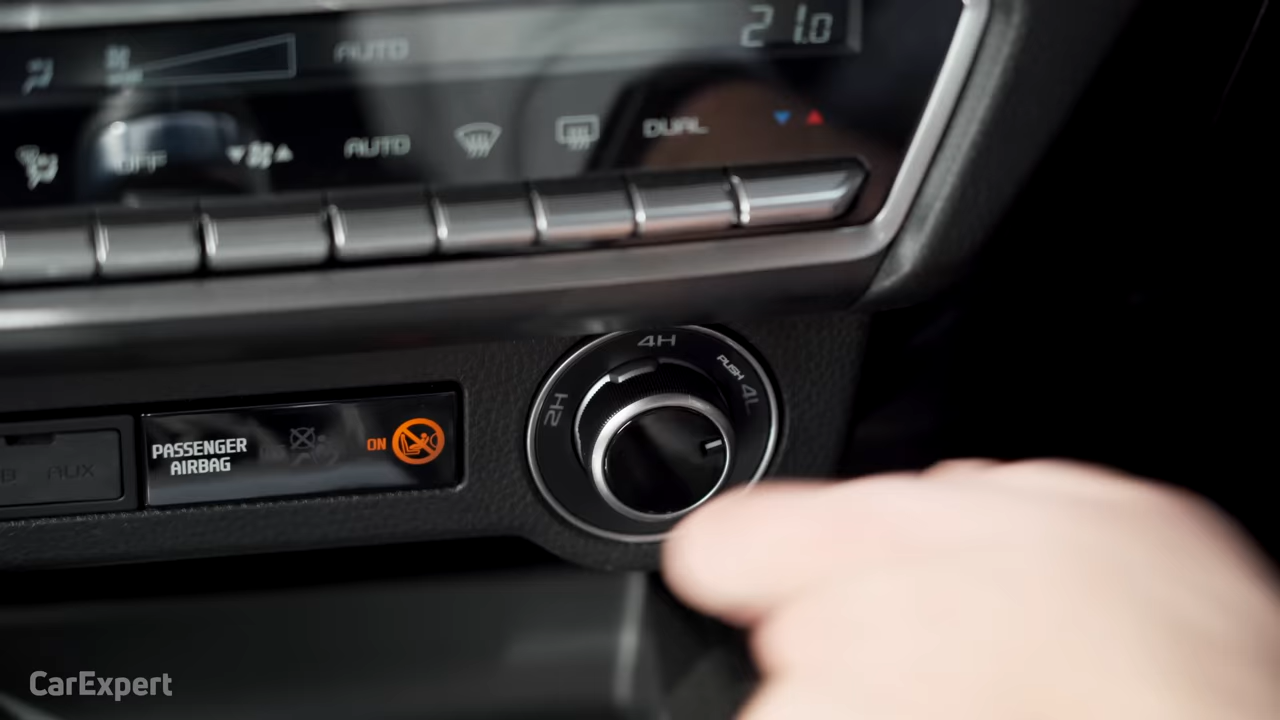 21.0
AUTO
OFF
AUTO
DUAL
4H
PUSH
4L
2H
PASSENGER
AIRBAG
ON
AUX
CarExpert